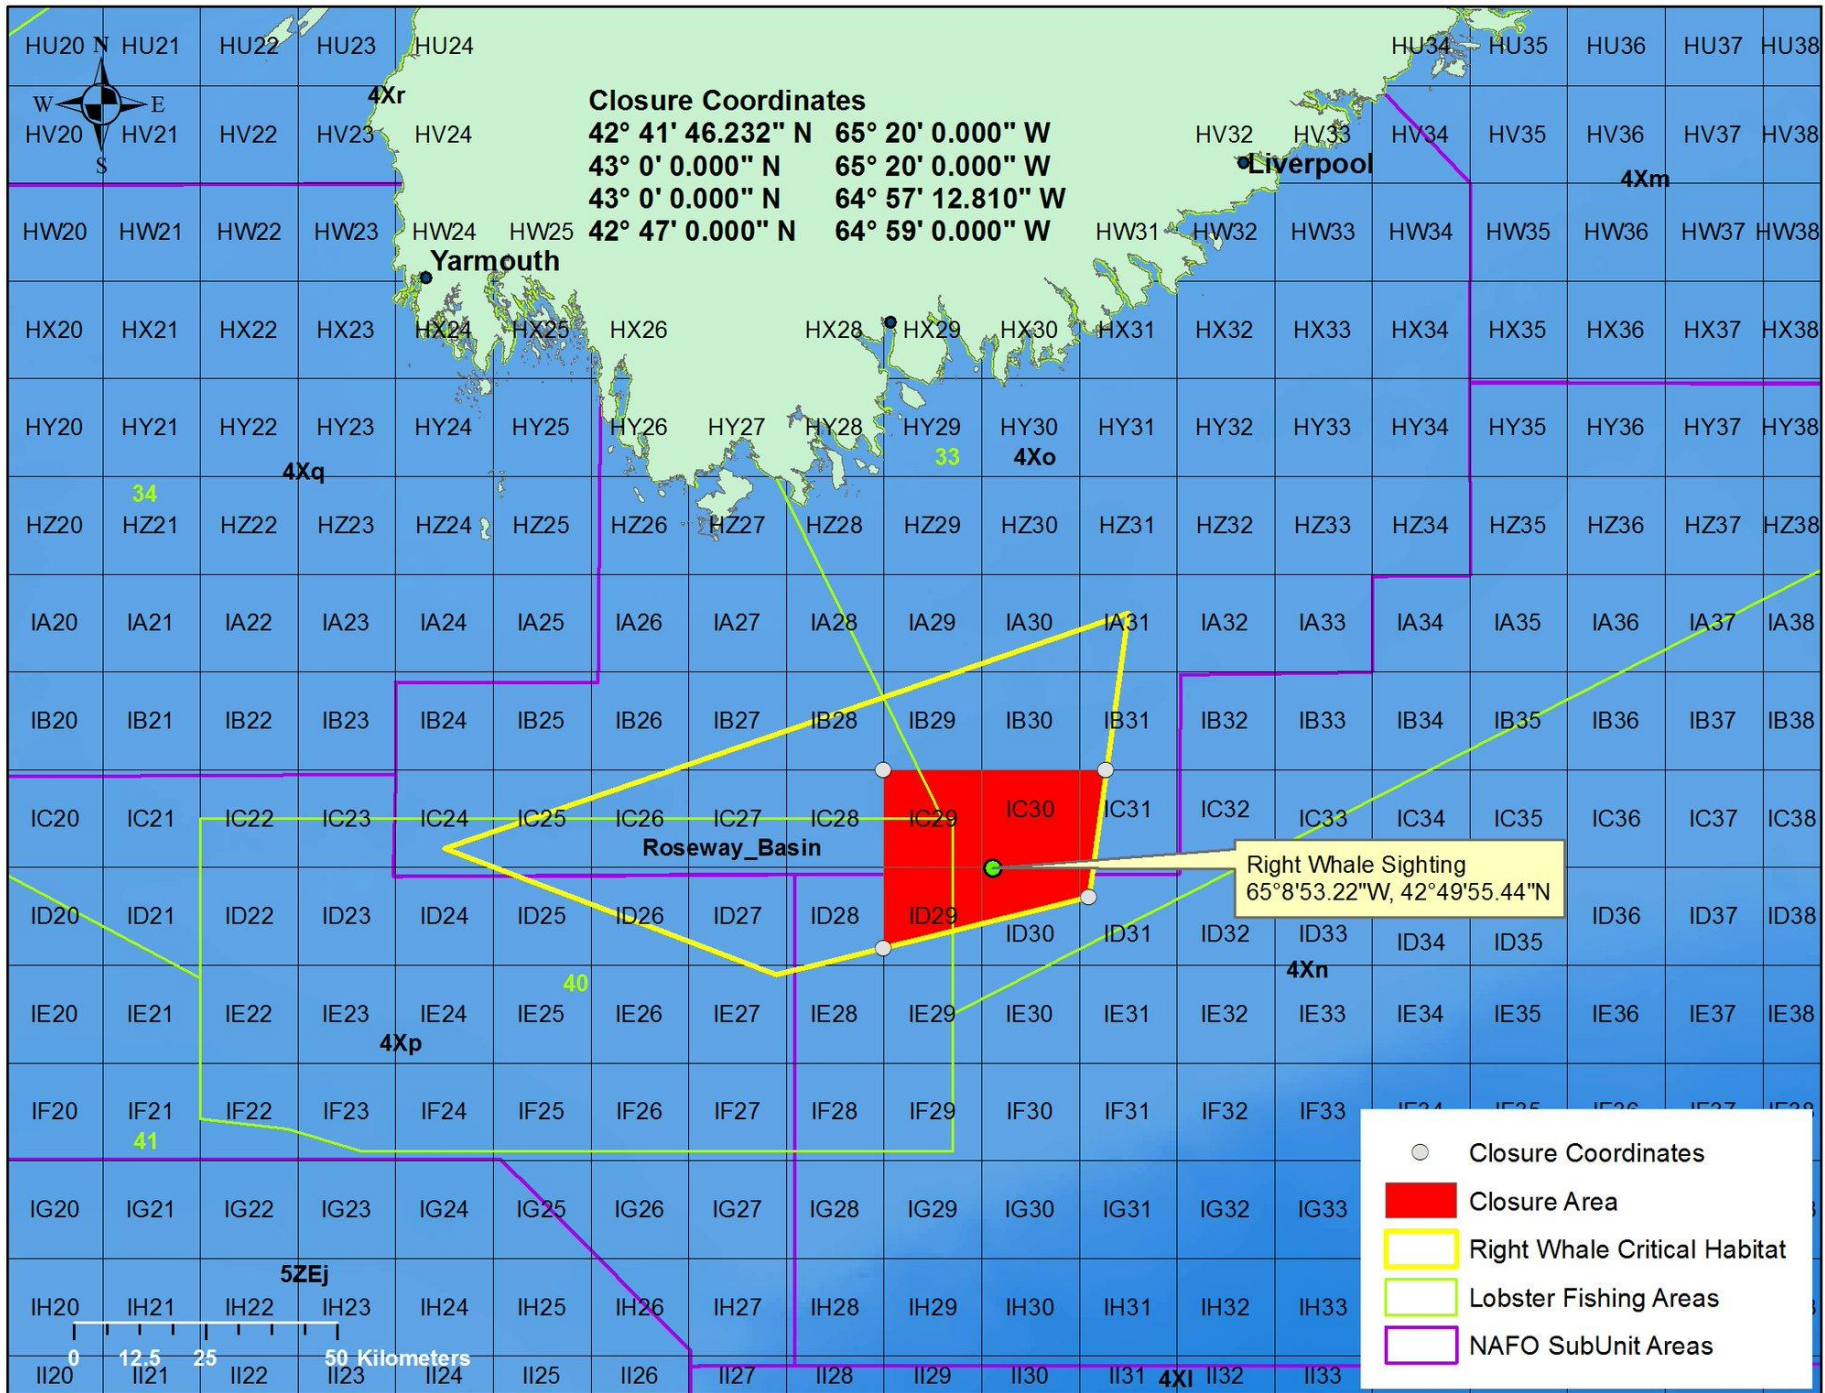 HU20 N HU21 HU22 HU23 HU24 HU34 HU35 HU36 HU37 HU38
4Xr
W E
Closure Coordinates
42° 41' 46.232" N 65° 20' 0.000" W
HV20 HV21 HV22 HV23 HV24 HV32 HV33 HV34 HV35 HV36 HV37 HV38
S
43° 0' 0.000" N 65° 20' 0.000" W
Liverpool
4Xm
43° 0' 0.000" N 64° 57' 12.810" W
42° 47' 0.000" N 64° 59' 0.000" W
HW20 HW21 HW22 HW23 HW24 HW25 HW31 HW32 HW33 HW34 HW35 HW36 HW37 HW38
Yarmouth
HX20 HX21 HX22 HX23 HX24 HX25 HX26 HX28 HX29 HX30 HX31 HX32 HX33 HX34 HX35 HX36 HX37 HX38
HY20 HY21 HY22 HY23 HY24 HY25 HY26 HY27 HY28 HY29 HY30 HY31 HY32 HY33 HY34 HY35 HY36 HY37 HY38
33 4Xo
4Xq
34
HZ20 HZ21 HZ22 HZ23 HZ24 HZ25 HZ26 HZ27 HZ28 HZ29 HZ30 HZ31 HZ32 HZ33 HZ34 HZ35 HZ36 HZ37 HZ38
IA20 IA21 IA22 IA23 IA24 IA25 IA26 IA27 IA28 IA29 IA30 IA31 IA32 IA33 IA34 IA35 IA36 IA37 IA38
IB20 IB21 IB22 IB23 IB24 IB25 IB26 IB27 IB28 IB29 IB30 IB31 IB32 IB33 IB34 IB35 IB36 IB37 IB38
IC20 IC21 IC22 IC23 IC24 IC25 IC26 IC27 IC28 IC29 IC30 IC31 IC32 IC33 IC34 IC35 IC36 IC37 IC38
Roseway_Basin
Right Whale Sighting
65°8'53.22"W, 42°49'55.44"N
ID20 ID21 ID22 ID23 ID24 ID25 ID26 ID27 ID28 ID29 ID30 ID31 ID32 ID33 ID34 ID35 ID36 ID37 ID38
4Xn
40
IE20 IE21 IE22 IE23 IE24 IE25 IE26 IE27 IE28 IE29 IE30 IE31 IE32 IE33 IE34 IE35 IE36 IE37 IE38
4Xp
IF20 IF21 IF22 IF23 IF24 IF25 IF26 IF27 IF28 IF29 IF30 IF31 IF32 IF33
41
IG20 IG21 IG22 IG23 IG24 IG25 IG26 IG27 IG28 IG29 IG30 IG31 IG32 IG33
5ZEj
IH20 IH21 IH22 IH23 IH24 IH25 IH26 IH27 IH28 IH29 IH30 IH31 IH32 IH33
0 12.5 25 50 Kilometers
II20 II21 II22 II23 II24 II25 II26 II27 II28 II29 II30 II31 4Xl II32 II33
Closure Coordinates
Closure Area
Right Whale Critical Habitat
Lobster Fishing Areas
NAFO SubUnit Areas